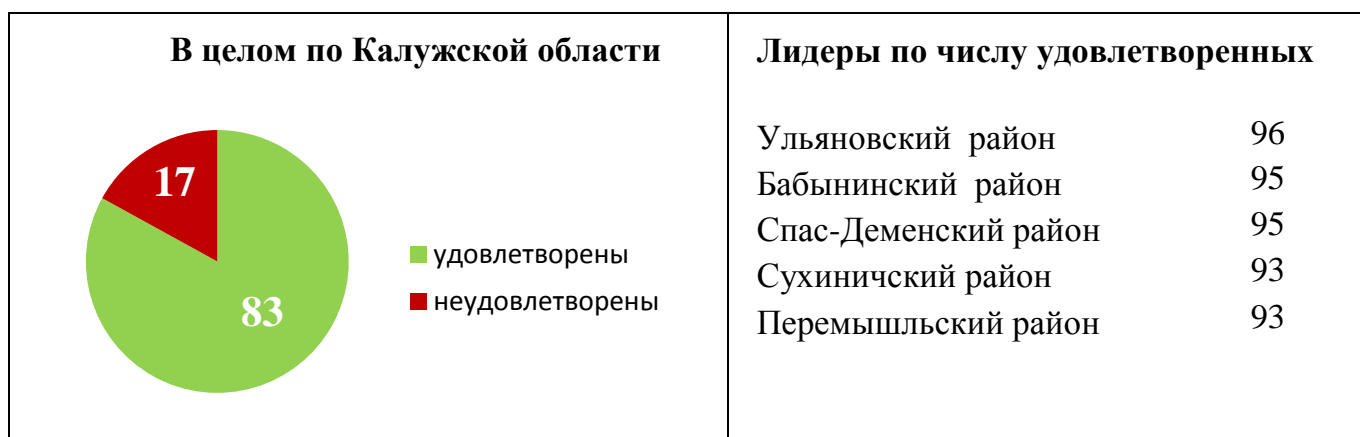 В целом по Калужской области
17
83
удовлетворены
неудовлетворены
Лидеры по числу удовлетворенных
Ульяновский район 96
Бабынинский район 95
Спас-Деменский район 95
Сухиничский район 93
Перемышльский район 93